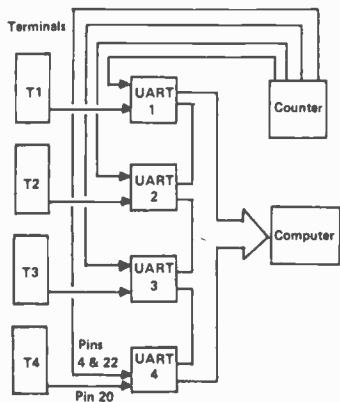 Terminals
T1
UART
1
Counter
T2
UART
2
Computer
T3
UART
3
Pins
4 & 22
T4
UART
4
Pin 20